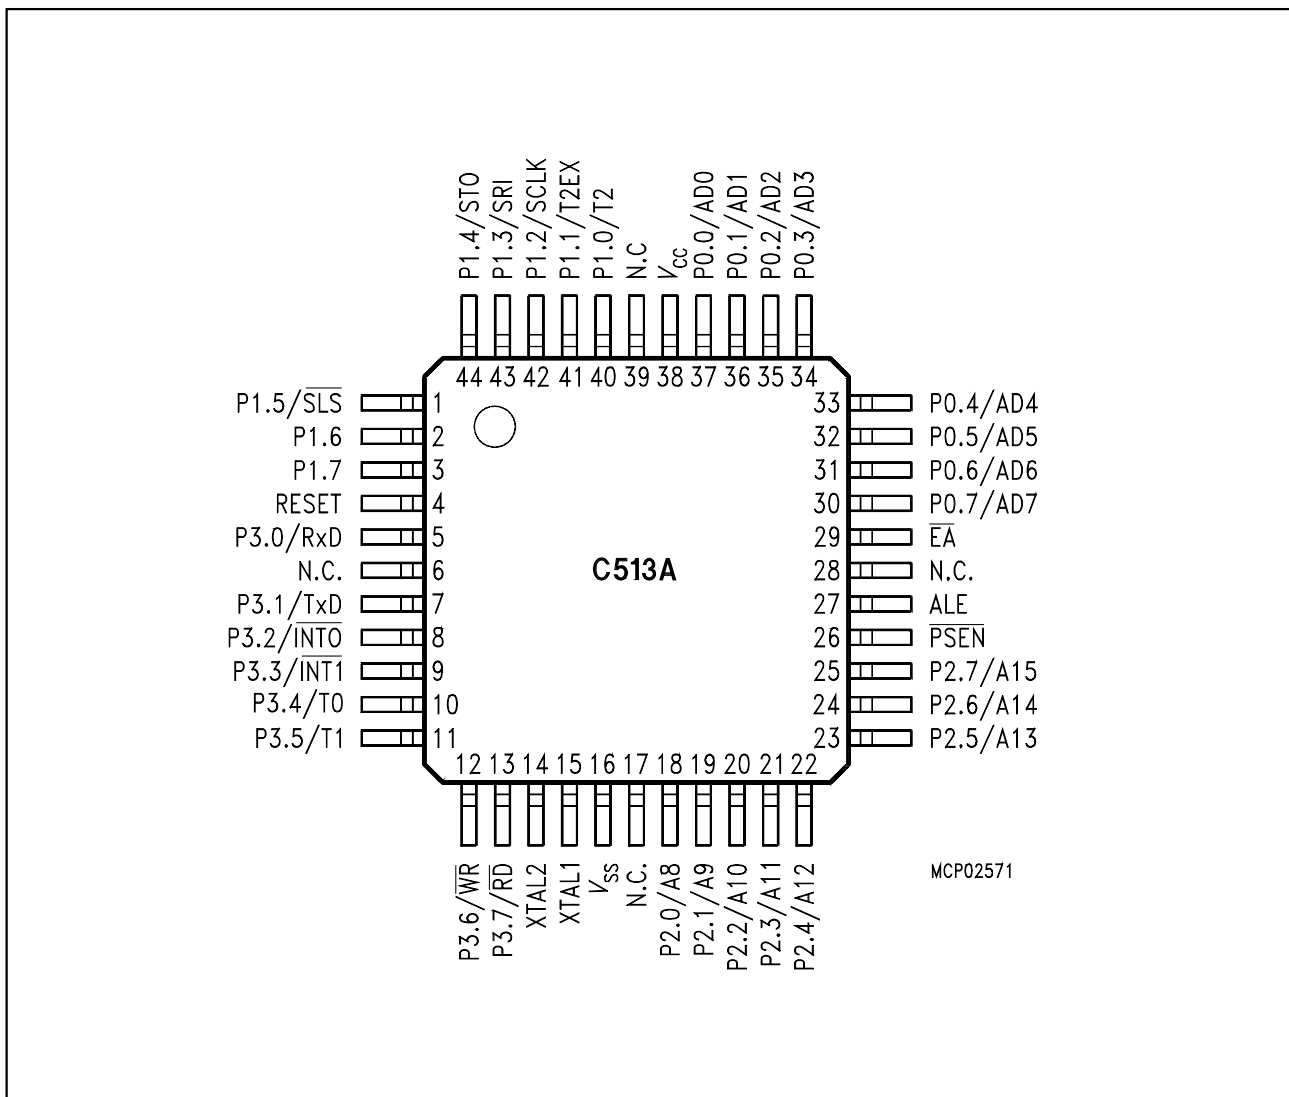 P1.4/STO
P1.3/SRI
P1.2/SCLK
P1.1/T2EX
P1.0/T2
N.C
VCC
P0.0/AD0
P0.1/AD1
P0.2/AD2
P0.3/AD3
44 43 42 41 40 39 38 37 36 35 34
P1.5/S̅L̅S̅ 1
P1.6 2
P1.7 3
RESET 4
P3.0/RxD 5
N.C. 6
P3.1/TxD 7
P3.2/I̅N̅T̅0̅ 8
P3.3/I̅N̅T̅1̅ 9
P3.4/T0 10
P3.5/T1 11
C513A
33 P0.4/AD4
32 P0.5/AD5
31 P0.6/AD6
30 P0.7/AD7
29 E̅A̅
28 N.C.
27 ALE
26 P̅S̅E̅N̅
25 P2.7/A15
24 P2.6/A14
23 P2.5/A13
12 13 14 15 16 17 18 19 20 21 22
P3.6/W̅R̅
P3.7/R̅D̅
XTAL2
XTAL1
VSS
N.C.
P2.0/A8
P2.1/A9
P2.2/A10
P2.3/A11
P2.4/A12
MCP02571